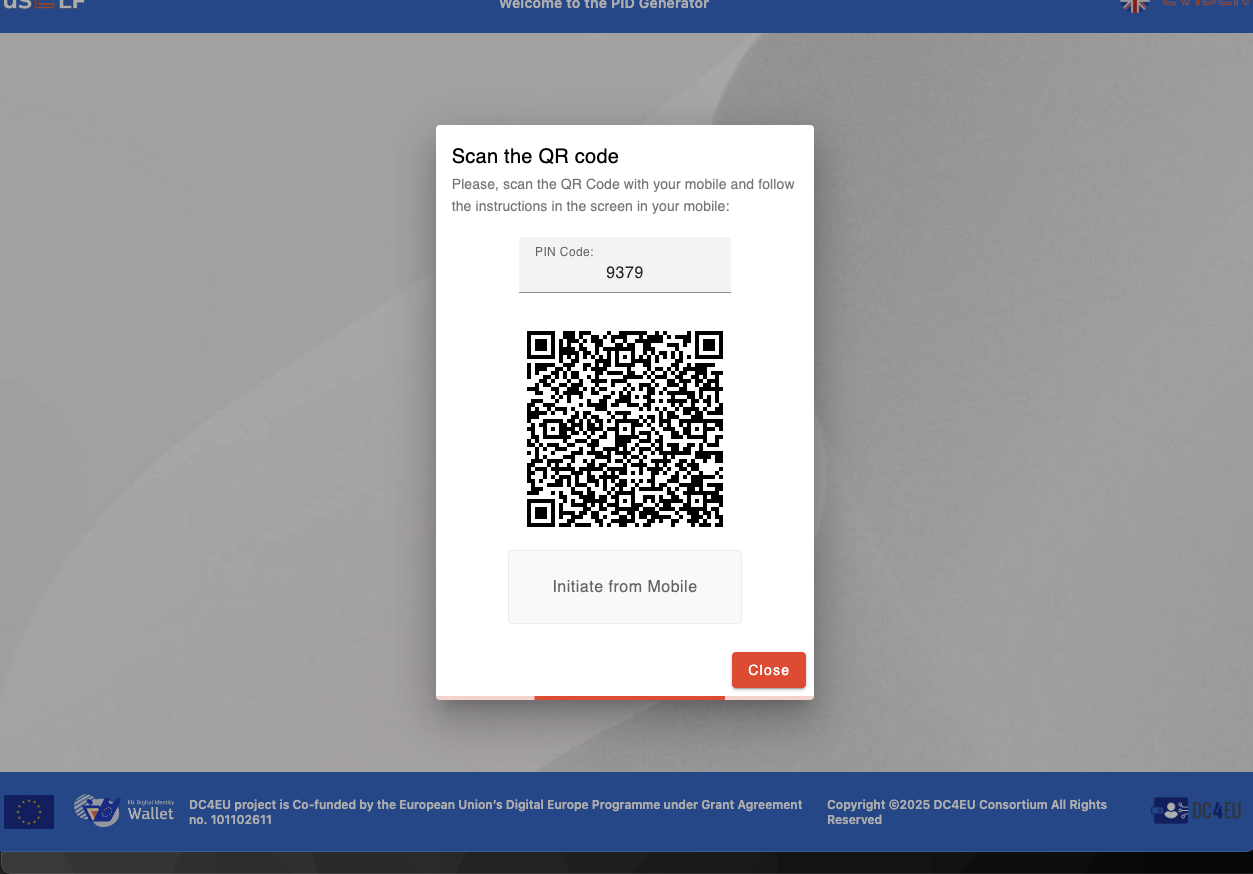 uSELF
Welcome to the PID Generator
EVIDEN
Scan the QR code
Please, scan the QR Code with your mobile and follow
the instructions in the screen in your mobile:
PIN Code:
9379
Initiate from Mobile
Close
EU Digital Identity
Wallet
DC4EU project is Co-funded by the European Union's Digital Europe Programme under Grant Agreement
no. 101102611
Copyright ©2025 DC4EU Consortium All Rights
Reserved
DC4EU